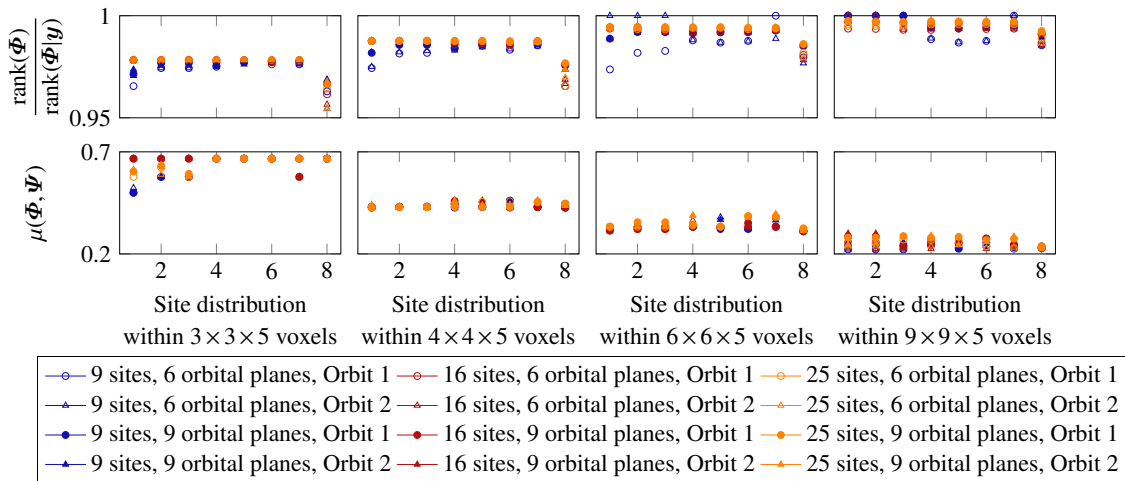 1
0.95
rank(Φ)
rank(Φ|y)
0.7
0.2
μ(Φ, Ψ)
2 4 6 8 2 4 6 8 2 4 6 8 2 4 6 8
Site distribution Site distribution Site distribution Site distribution
within 3×3×5 voxels within 4×4×5 voxels within 6×6×5 voxels within 9×9×5 voxels
9 sites, 6 orbital planes, Orbit 1 16 sites, 6 orbital planes, Orbit 1 25 sites, 6 orbital planes, Orbit 1
9 sites, 6 orbital planes, Orbit 2 16 sites, 6 orbital planes, Orbit 2 25 sites, 6 orbital planes, Orbit 2
9 sites, 9 orbital planes, Orbit 1 16 sites, 9 orbital planes, Orbit 1 25 sites, 9 orbital planes, Orbit 1
9 sites, 9 orbital planes, Orbit 2 16 sites, 9 orbital planes, Orbit 2 25 sites, 9 orbital planes, Orbit 2